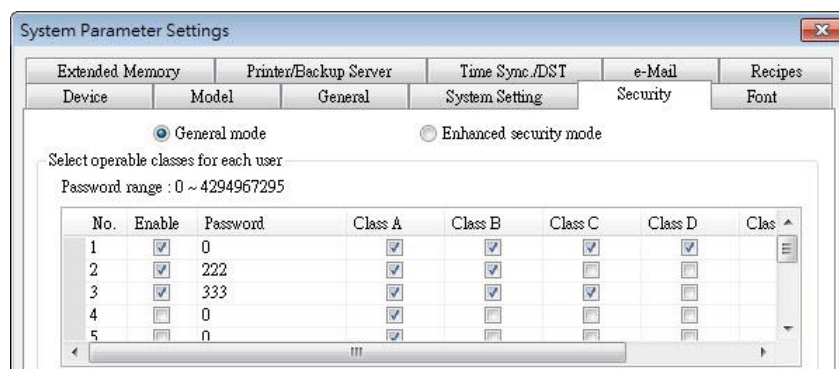 System Parameter Settings
Extended Memory Printer/Backup Server Time Sync./DST e-Mail Recipes
Device Model General System Setting Security Font
General mode Enhanced security mode
Select operable classes for each user
Password range : 0 ~ 4294967295
No. Enable Password Class A Class B Class C Class D Clas
1 0
2 222
3 333
4 0
5 0